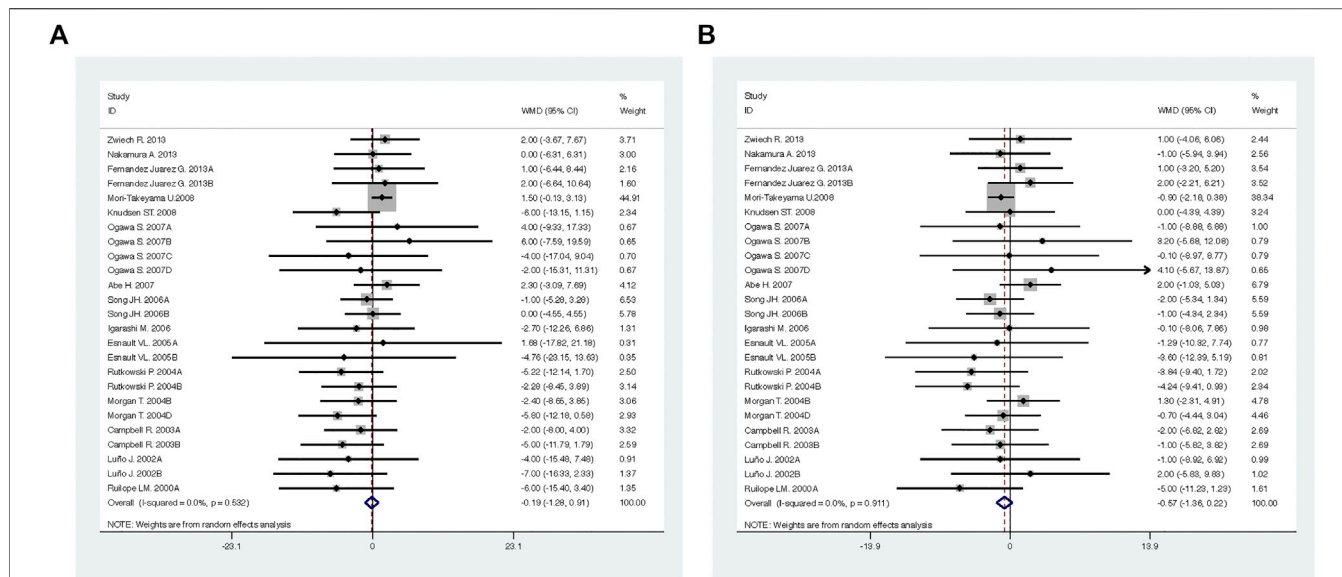 A
Study %
ID WMD (95% CI) Weight
Zwiech R. 2013 2.00 (-3.67, 7.67) 3.71
Nakamura A. 2013 0.00 (-6.31, 6.31) 3.00
Fernandez Juarez G. 2013A 1.00 (-6.44, 8.44) 2.16
Fernandez Juarez G. 2013B 2.00 (-6.64, 10.64) 1.60
Mori-Takeyama U.2008 1.50 (-0.13, 3.13) 44.91
Knudsen ST. 2008 -6.00 (-13.15, 1.15) 2.34
Ogawa S. 2007A 4.00 (-9.33, 17.33) 0.67
Ogawa S. 2007B 6.00 (-7.59, 19.59) 0.65
Ogawa S. 2007C -4.00 (-17.04, 9.04) 0.70
Ogawa S. 2007D -2.00 (-15.31, 11.31) 0.67
Abe H. 2007 2.30 (-3.09, 7.69) 4.12
Song JH. 2006A -1.00 (-5.28, 3.28) 6.53
Song JH. 2006B 0.00 (-4.55, 4.55) 5.78
Igarashi M. 2006 -2.70 (-12.26, 6.86) 1.31
Esnault VL. 2005A 1.68 (-17.82, 21.18) 0.31
Esnault VL. 2005B -4.76 (-23.15, 13.63) 0.35
Rutkowski P. 2004A -5.22 (-12.14, 1.70) 2.50
Rutkowski P. 2004B -2.28 (-8.45, 3.89) 3.14
Morgan T. 2004B -2.40 (-8.65, 3.85) 3.06
Morgan T. 2004D -5.80 (-12.18, 0.58) 2.93
Campbell R. 2003A -2.00 (-8.00, 4.00) 3.32
Campbell R. 2003B -5.00 (-11.79, 1.79) 2.59
Luño J. 2002A -4.00 (-15.48, 7.48) 0.91
Luño J. 2002B -7.00 (-16.33, 2.33) 1.37
Ruilope LM. 2000A -6.00 (-15.40, 3.40) 1.35
Overall (I-squared = 0.0%, p = 0.532) -0.19 (-1.28, 0.91) 100.00
NOTE: Weights are from random effects analysis
-23.1 0 23.1
B
Study %
ID WMD (95% CI) Weight
Zwiech R. 2013 1.00 (-4.06, 6.06) 2.44
Nakamura A. 2013 -1.00 (-5.94, 3.94) 2.56
Fernandez Juarez G. 2013A 1.00 (-3.20, 5.20) 3.54
Fernandez Juarez G. 2013B 2.00 (-2.21, 6.21) 3.52
Mori-Takeyama U.2008 -0.90 (-2.18, 0.38) 38.34
Knudsen ST. 2008 0.00 (-4.39, 4.39) 3.24
Ogawa S. 2007A -1.00 (-8.88, 6.88) 1.00
Ogawa S. 2007B 3.20 (-5.68, 12.08) 0.79
Ogawa S. 2007C -0.10 (-8.97, 8.77) 0.79
Ogawa S. 2007D 4.10 (-5.67, 13.87) 0.65
Abe H. 2007 2.00 (-1.03, 5.03) 6.79
Song JH. 2006A -2.00 (-5.34, 1.34) 5.59
Song JH. 2006B -1.00 (-4.34, 2.34) 5.59
Igarashi M. 2006 -0.10 (-8.06, 7.86) 0.98
Esnault VL. 2005A -1.29 (-10.32, 7.74) 0.77
Esnault VL. 2005B -3.60 (-12.39, 5.19) 0.81
Rutkowski P. 2004A -3.84 (-9.40, 1.72) 2.02
Rutkowski P. 2004B -4.24 (-9.41, 0.93) 2.34
Morgan T. 2004B 1.30 (-2.31, 4.91) 4.78
Morgan T. 2004D -0.70 (-4.44, 3.04) 4.46
Campbell R. 2003A -2.00 (-6.82, 2.82) 2.69
Campbell R. 2003B -1.00 (-5.82, 3.82) 2.69
Luño J. 2002A -1.00 (-8.92, 6.92) 0.99
Luño J. 2002B 2.00 (-5.83, 9.83) 1.02
Ruilope LM. 2000A -5.00 (-11.23, 1.23) 1.61
Overall (I-squared = 0.0%, p = 0.911) -0.57 (-1.36, 0.22) 100.00
NOTE: Weights are from random effects analysis
-13.9 0 13.9